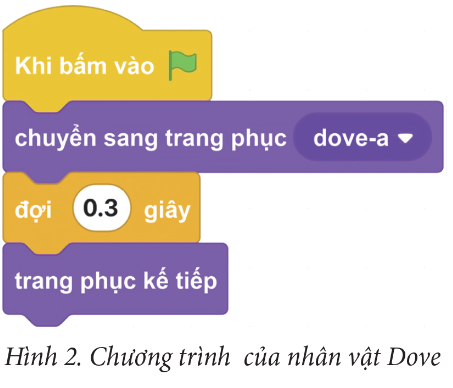 Khi bấm vào
chuyển sang trang phục dove-a
đợi 0.3 giây
trang phục kế tiếp
Hình 2. Chương trình của nhân vật Dove